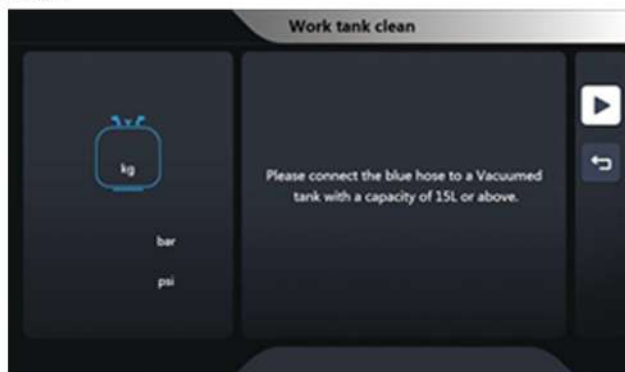 Work tank clean
kg
bar
psi
Please connect the blue hose to a Vacuumed
tank with a capacity of 15L or above.